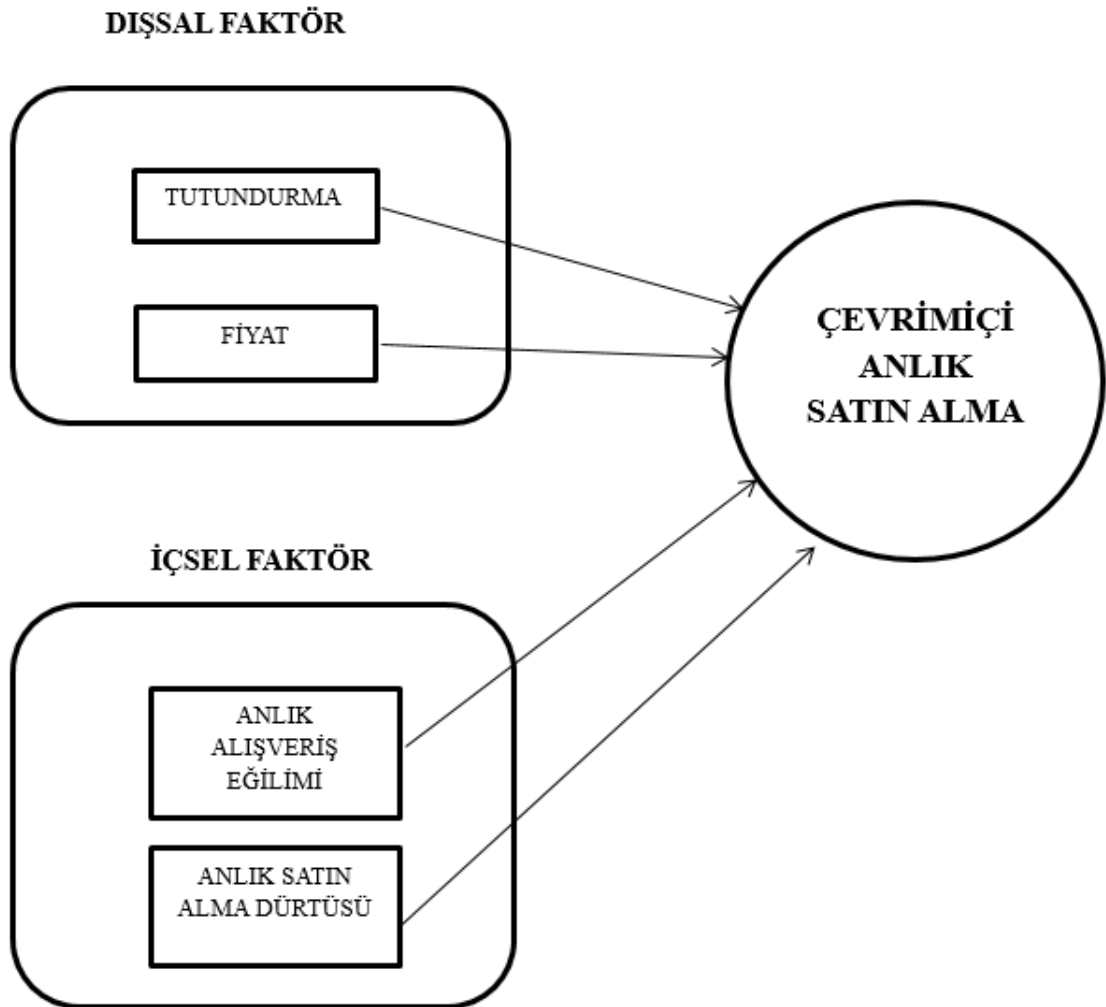 DIŞSAL FAKTÖR
TUTUNDURMA
FİYAT
ÇEVRİMİÇİ
ANLIK
SATIN ALMA
İÇSEL FAKTÖR
ANLIK
ALIŞVERİŞ
EĞİLİMİ
ANLIK SATIN
ALMA DÜRTÜSÜ